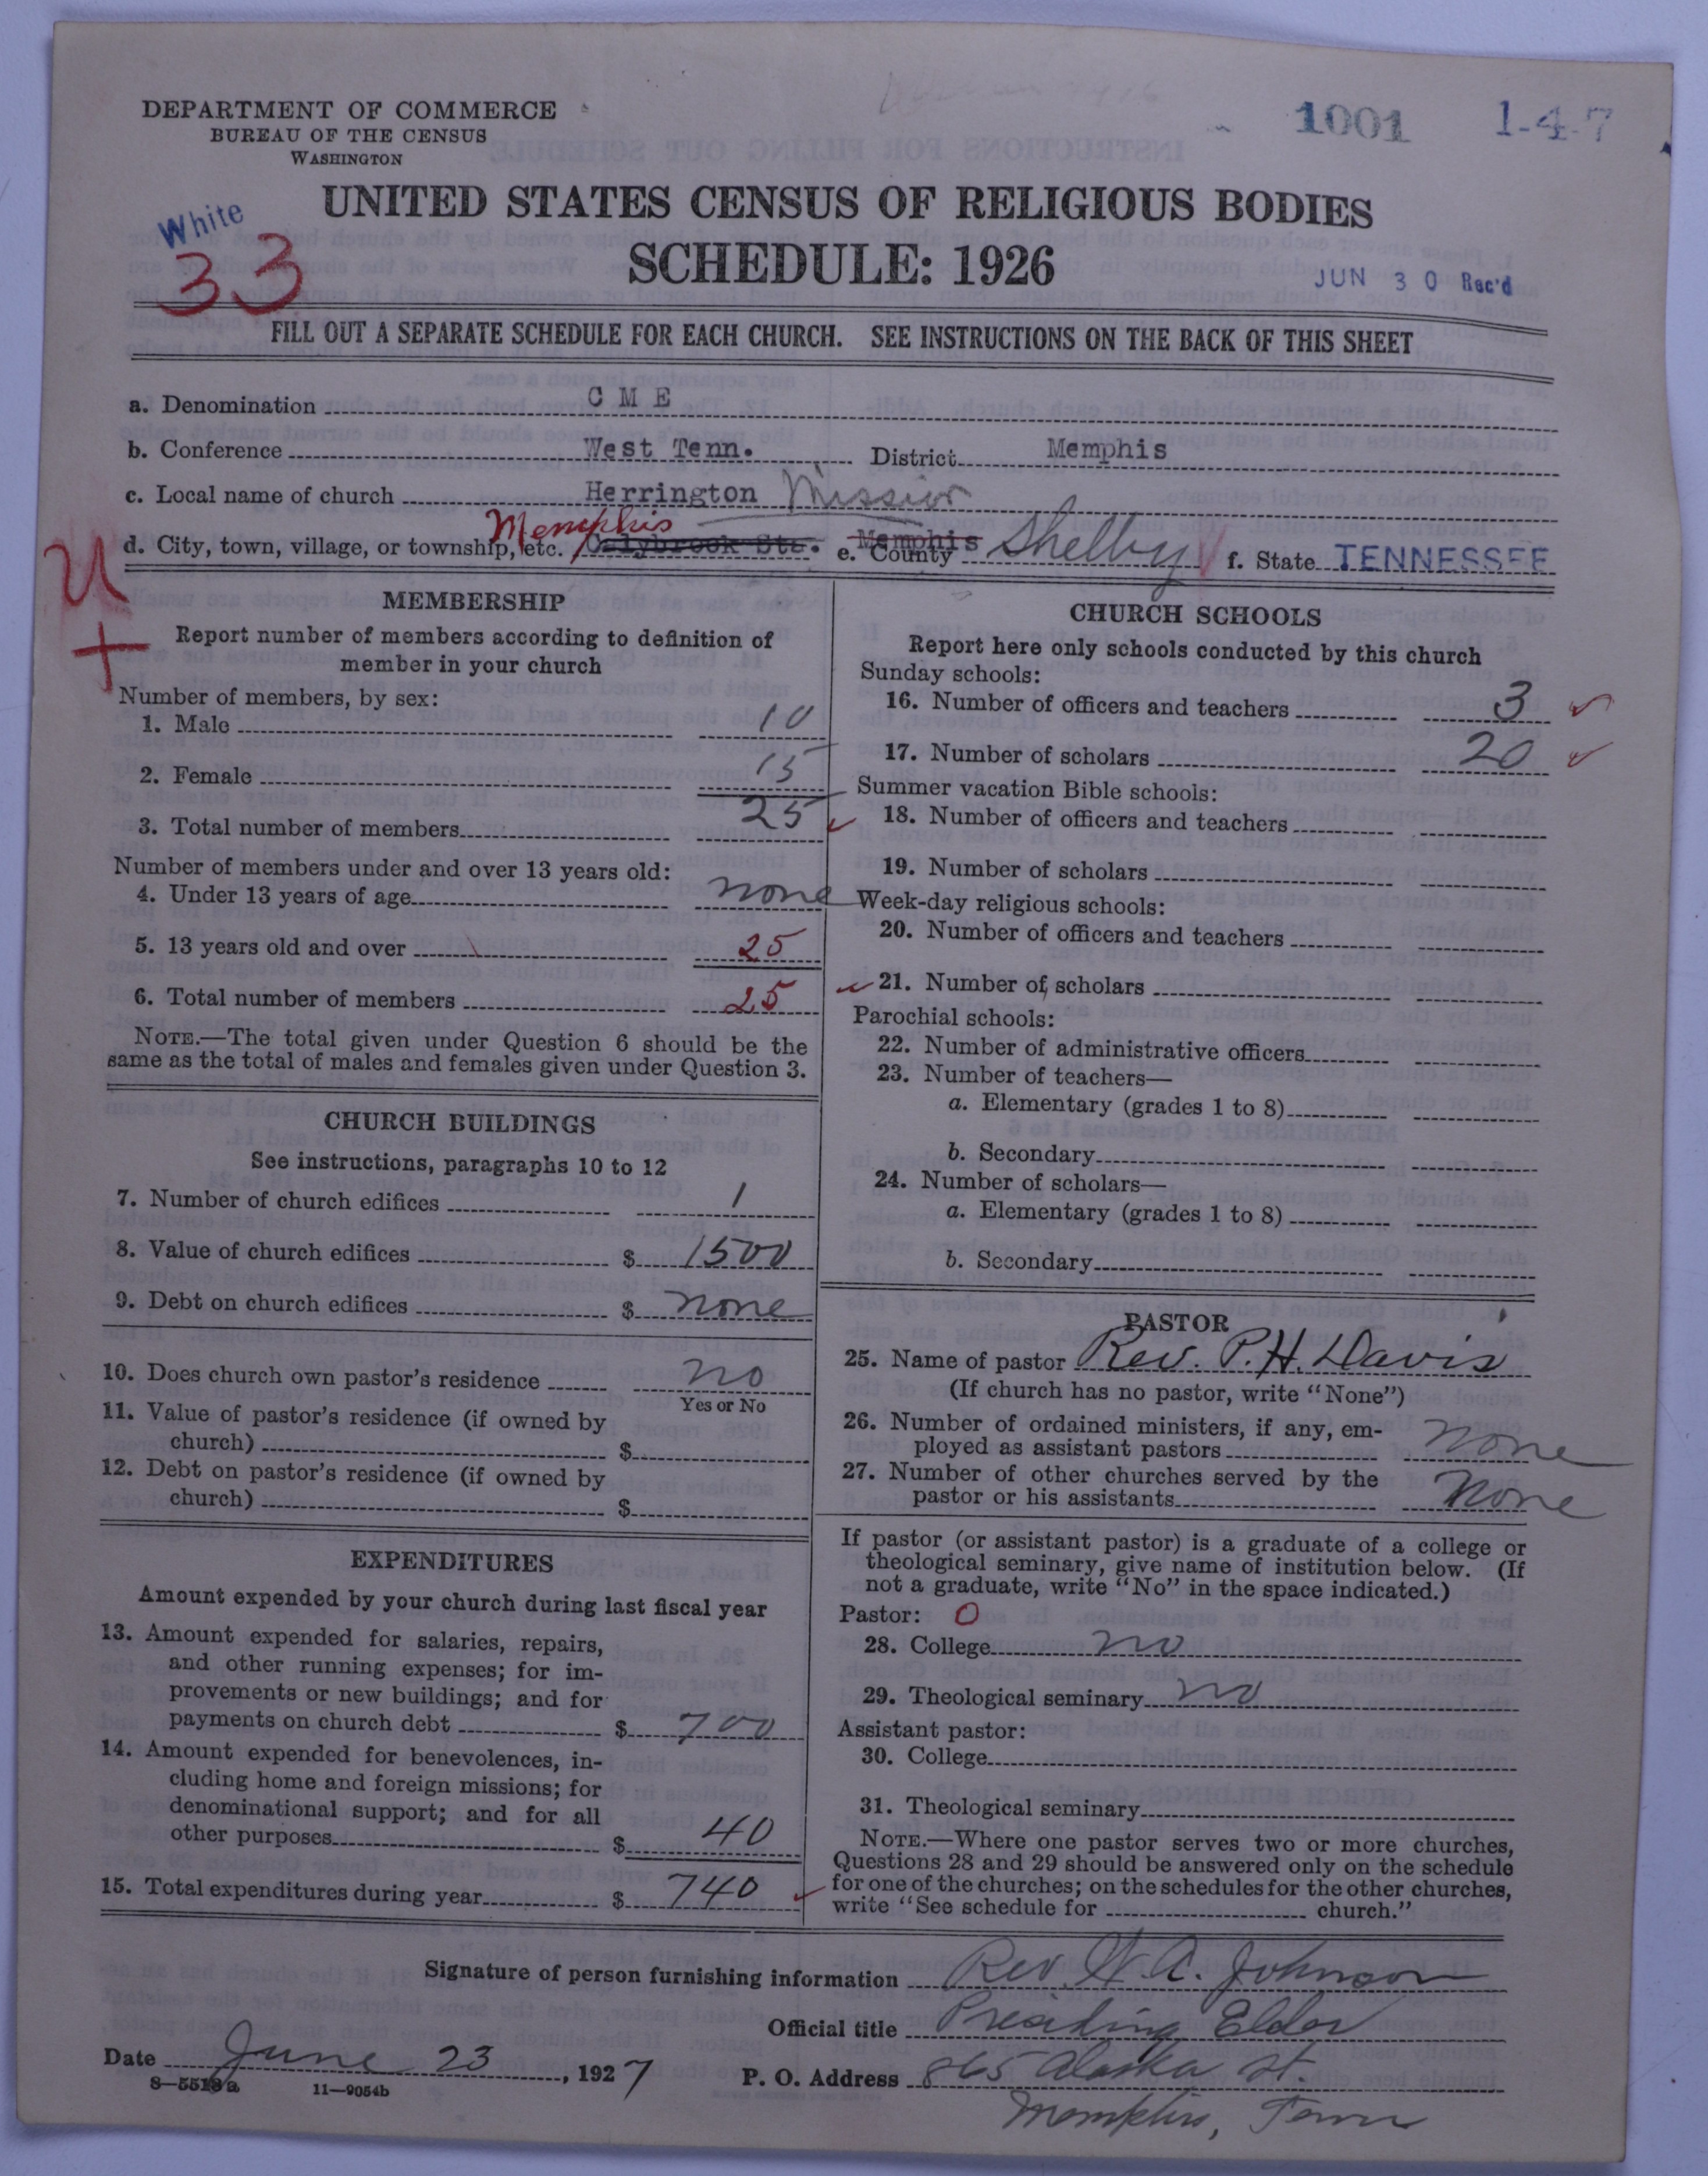 DEPARTMENT OF COMMERCE
BUREAU OF THE CENSUS
WASHINGTON
1001 1-4-7
UNITED STATES CENSUS OF RELIGIOUS BODIES
White
33
SCHEDULE: 1926
JUN 30 Rec'd
FILL OUT A SEPARATE SCHEDULE FOR EACH CHURCH. SEE INSTRUCTIONS ON THE BACK OF THIS SHEET
a. Denomination C M E
b. Conference West Tenn. District Memphis
c. Local name of church Herrington Mission
d. City, town, village, or township, etc. Memphis e. County Memphis Shelby f. State TENNESSEE
U
+
MEMBERSHIP
Report number of members according to definition of
member in your church
Number of members, by sex:
1. Male 10
2. Female 15
3. Total number of members 25
Number of members under and over 13 years old:
4. Under 13 years of age none
5. 13 years old and over 25
6. Total number of members 25
NOTE.—The total given under Question 6 should be the
same as the total of males and females given under Question 3.
CHURCH BUILDINGS
See instructions, paragraphs 10 to 12
7. Number of church edifices 1
8. Value of church edifices $ 1500
9. Debt on church edifices $ none
10. Does church own pastor's residence no
Yes or No
11. Value of pastor's residence (if owned by
church) $
12. Debt on pastor's residence (if owned by
church) $
EXPENDITURES
Amount expended by your church during last fiscal year
13. Amount expended for salaries, repairs,
and other running expenses; for im-
provements or new buildings; and for
payments on church debt $ 700
14. Amount expended for benevolences, in-
cluding home and foreign missions; for
denominational support; and for all
other purposes $ 40
15. Total expenditures during year $ 740
CHURCH SCHOOLS
Report here only schools conducted by this church
Sunday schools:
16. Number of officers and teachers 3
17. Number of scholars 20
Summer vacation Bible schools:
18. Number of officers and teachers
19. Number of scholars
Week-day religious schools:
20. Number of officers and teachers
21. Number of scholars
Parochial schools:
22. Number of administrative officers
23. Number of teachers—
a. Elementary (grades 1 to 8)
b. Secondary
24. Number of scholars—
a. Elementary (grades 1 to 8)
b. Secondary
PASTOR
25. Name of pastor Rev. P. H. Davis
(If church has no pastor, write "None")
26. Number of ordained ministers, if any, em-
ployed as assistant pastors none
27. Number of other churches served by the
pastor or his assistants none
If pastor (or assistant pastor) is a graduate of a college or
theological seminary, give name of institution below. (If
not a graduate, write "No" in the space indicated.)
Pastor: O
28. College no
29. Theological seminary no
Assistant pastor:
30. College
31. Theological seminary
NOTE.—Where one pastor serves two or more churches,
Questions 28 and 29 should be answered only on the schedule
for one of the churches; on the schedules for the other churches,
write "See schedule for church."
Signature of person furnishing information Rev. W. A. Johnson
Official title Presiding Elder
Date June 23, 1927 P. O. Address 865 Alaska St.
Memphis, Tenn
8—5518a 11—9054b